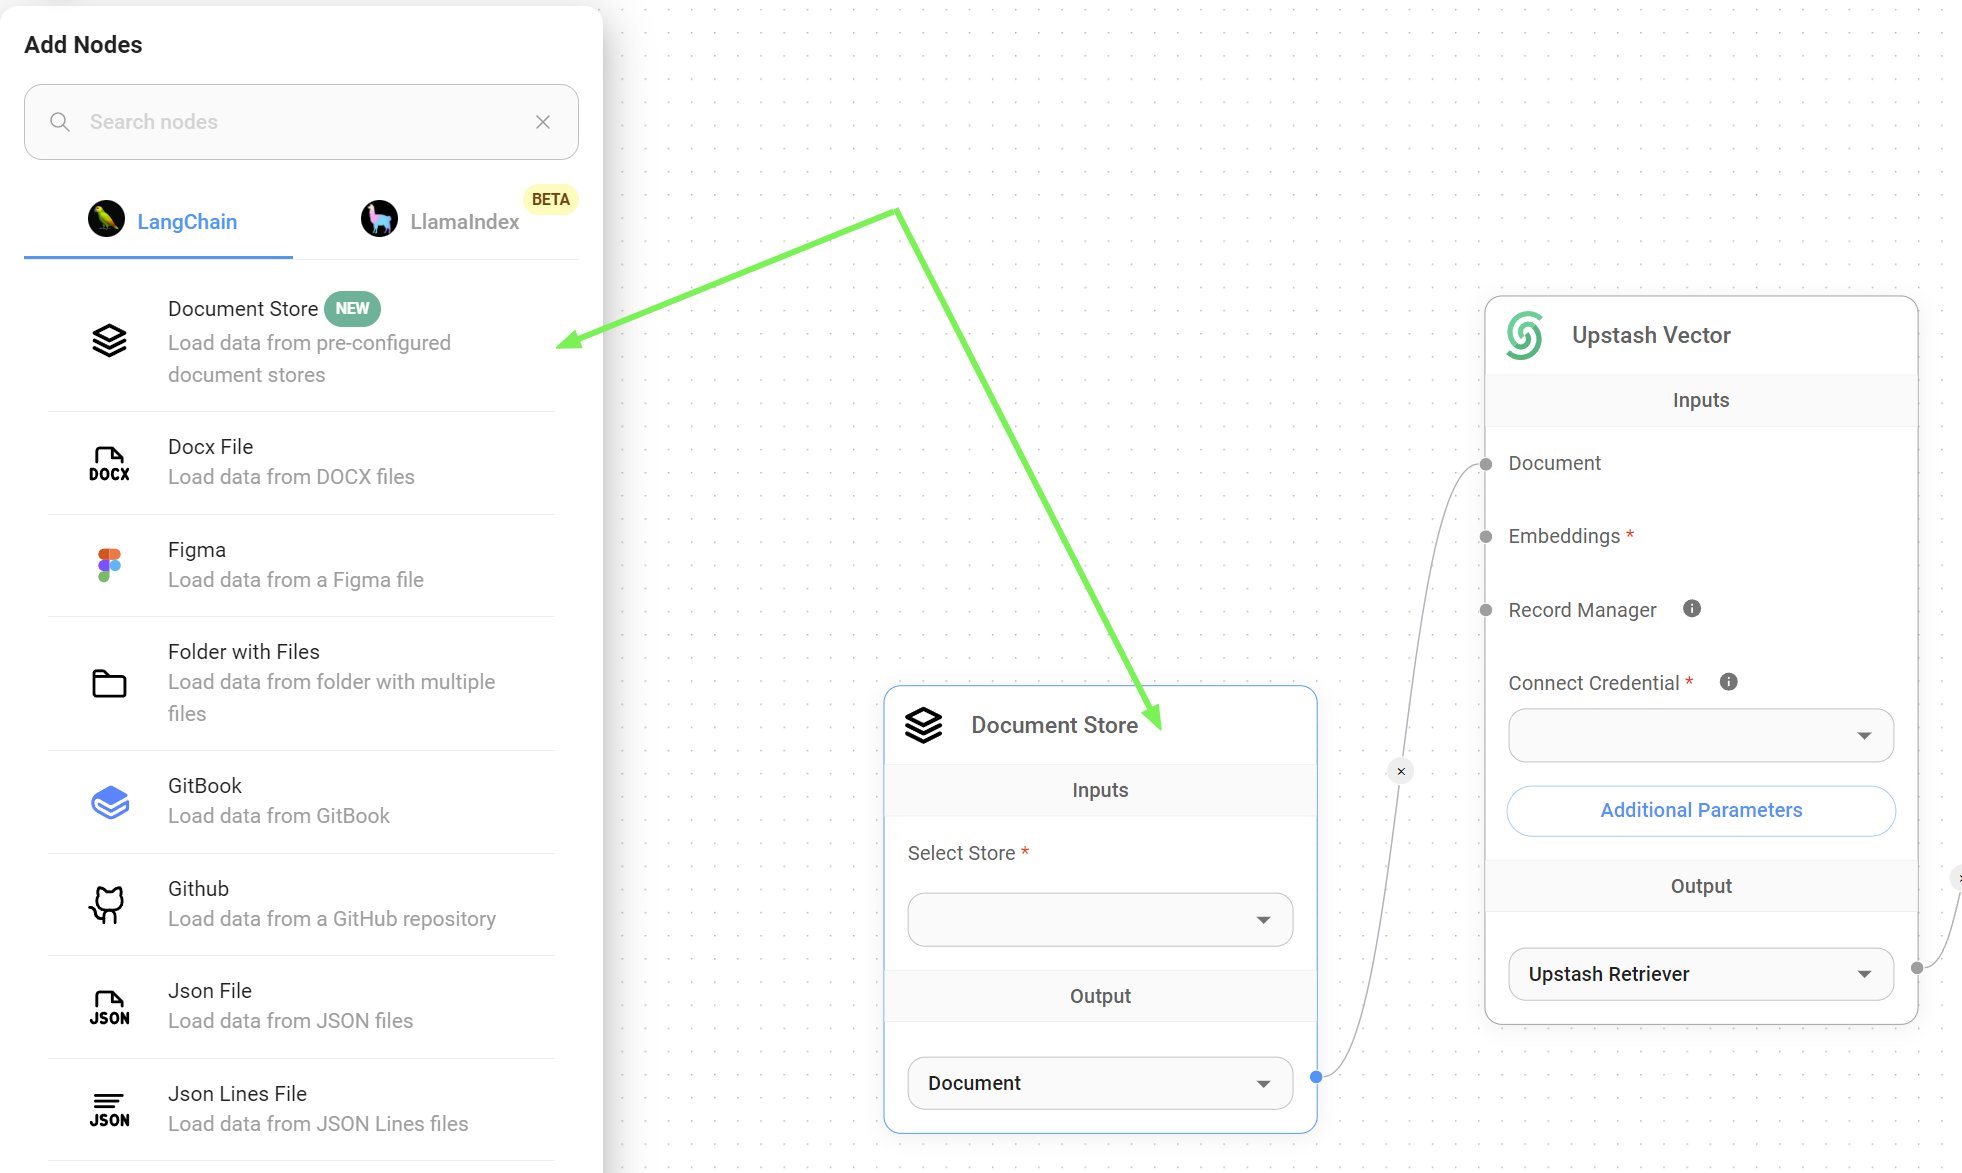 Add Nodes
Search nodes
LangChain
LlamaIndex
BETA
Document Store NEW
Load data from pre-configured
document stores
DOCX
Docx File
Load data from DOCX files
Figma
Load data from a Figma file
Folder with Files
Load data from folder with multiple
files
GitBook
Load data from GitBook
Github
Load data from a GitHub repository
JSON
Json File
Load data from JSON files
JSON
Json Lines File
Load data from JSON Lines files
Document Store
Inputs
Select Store *
Output
Document
Upstash Vector
Inputs
Document
Embeddings *
Record Manager
Connect Credential *
Additional Parameters
Output
Upstash Retriever